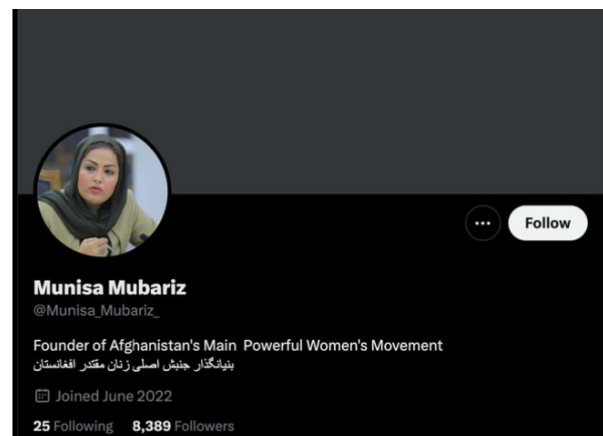 Follow
Munisa Mubariz
@Munisa_Mubariz_
Founder of Afghanistan's Main Powerful Women's Movement
بنیانگذار جنبش اصلی زنان مقتدر افغانستان
Joined June 2022
25 Following 8,389 Followers